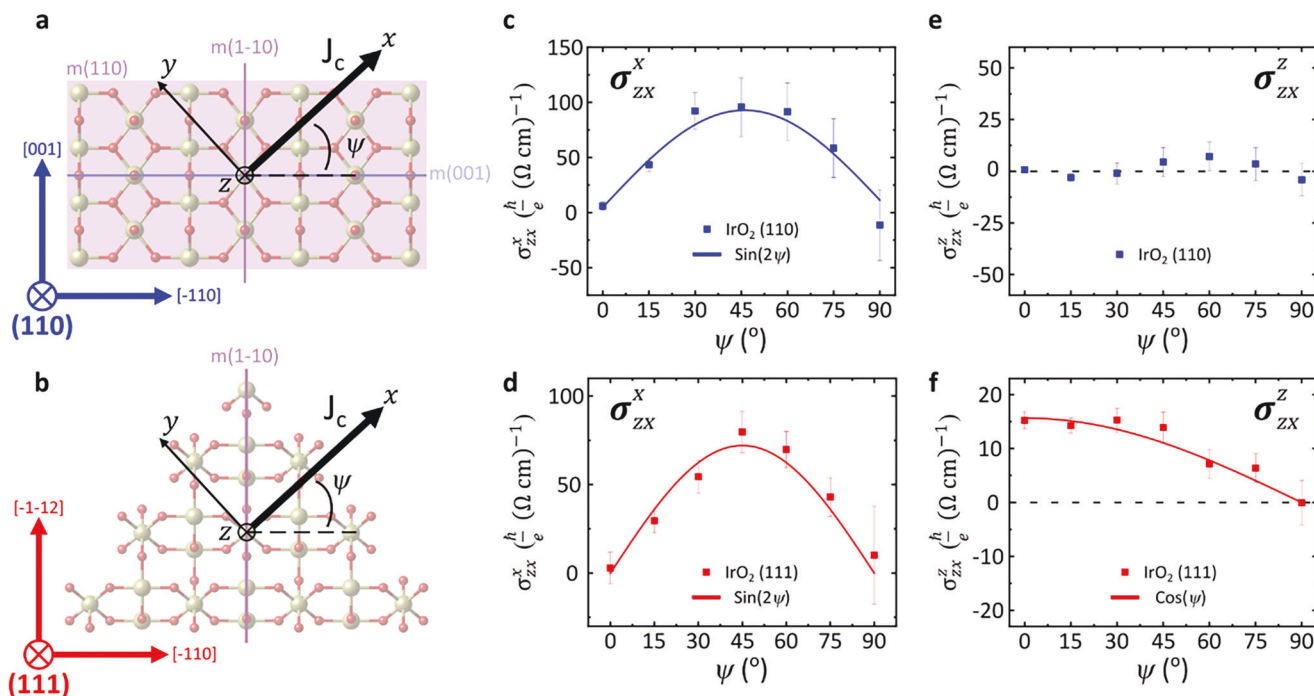 a
m(1-10)
J_c
x
m(110)
y
ψ
[001]
z
m(001)
[-110]
(110)
b
m(1-10)
J_c
x
y
ψ
z
[-1-12]
[-110]
(111)
c
σ^x_zx
σ^x_zx (ħ/e (Ω cm)⁻¹)
150
100
50
0
-50
IrO₂ (110)
Sin(2ψ)
0 15 30 45 60 75 90
ψ (°)
d
σ^x_zx
σ^x_zx (ħ/e (Ω cm)⁻¹)
100
50
0
IrO₂ (111)
Sin(2ψ)
0 15 30 45 60 75 90
ψ (°)
e
σ^z_zx
σ^z_zx (ħ/e (Ω cm)⁻¹)
50
25
0
-25
-50
IrO₂ (110)
0 15 30 45 60 75 90
ψ (°)
f
σ^z_zx
σ^z_zx (ħ/e (Ω cm)⁻¹)
20
10
0
-10
-20
IrO₂ (111)
Cos(ψ)
0 15 30 45 60 75 90
ψ (°)